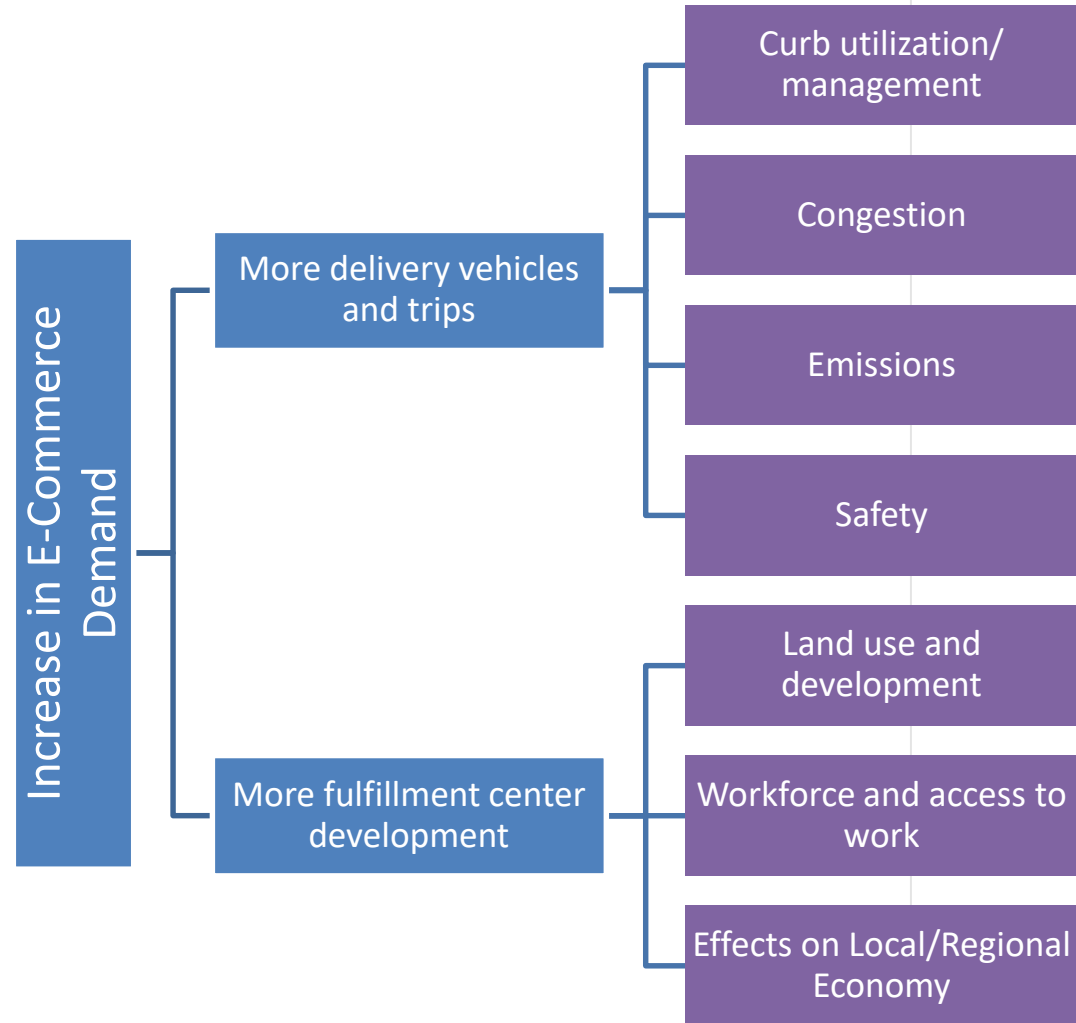 Increase in E-Commerce
Demand
More delivery vehicles
and trips
Curb utilization/
management
Congestion
Emissions
Safety
More fulfillment center
development
Land use and
development
Workforce and access to
work
Effects on Local/Regional
Economy